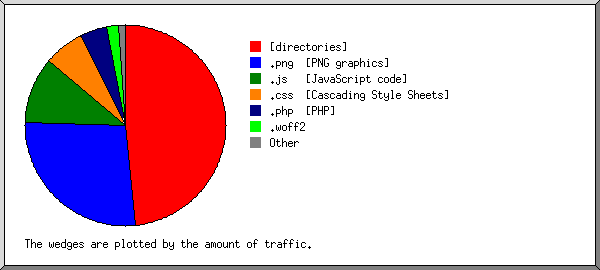 [directories]
.png [PNG graphics]
.js [JavaScript code]
.css [Cascading Style Sheets]
.php [PHP]
.woff2
Other
The wedges are plotted by the amount of traffic.